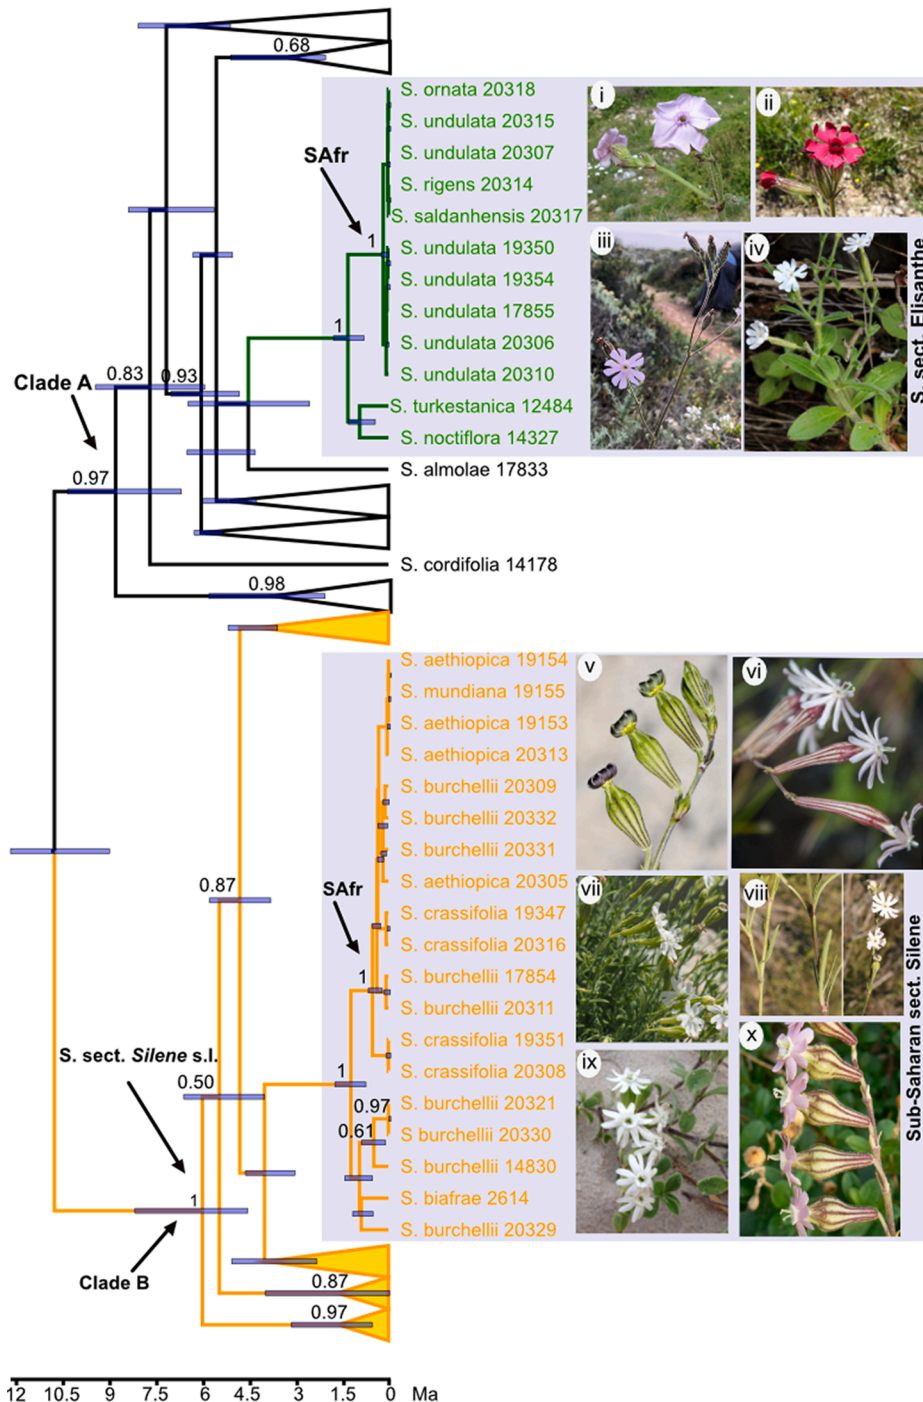 0.68
S. ornata 20318
S. undulata 20315
S. undulata 20307
S. rigens 20314
S. saldanhensis 20317
S. undulata 19350
S. undulata 19354
S. undulata 17855
S. undulata 20306
S. undulata 20310
S. turkestanica 12484
S. noctiflora 14327
SAfr
1
1
i
ii
iii
iv
S. sect. Elisanthe
Clade A
0.83
0.93
0.97
S. almolae 17833
S. cordifolia 14178
0.98
S. aethiopica 19154
S. mundiana 19155
S. aethiopica 19153
S. aethiopica 20313
S. burchellii 20309
S. burchellii 20332
S. burchellii 20331
S. aethiopica 20305
S. crassifolia 19347
S. crassifolia 20316
S. burchellii 17854
S. burchellii 20311
S. crassifolia 19351
S. crassifolia 20308
S. burchellii 20321
S burchellii 20330
S. burchellii 14830
S. biafrae 2614
S. burchellii 20329
v
vi
vii
viii
ix
x
Sub-Saharan sect. Silene
0.87
SAfr
1
S. sect. Silene s.l.
0.50
1
0.97
0.61
1
Clade B
0.87
0.97
12 10.5 9 7.5 6 4.5 3 1.5 0 Ma